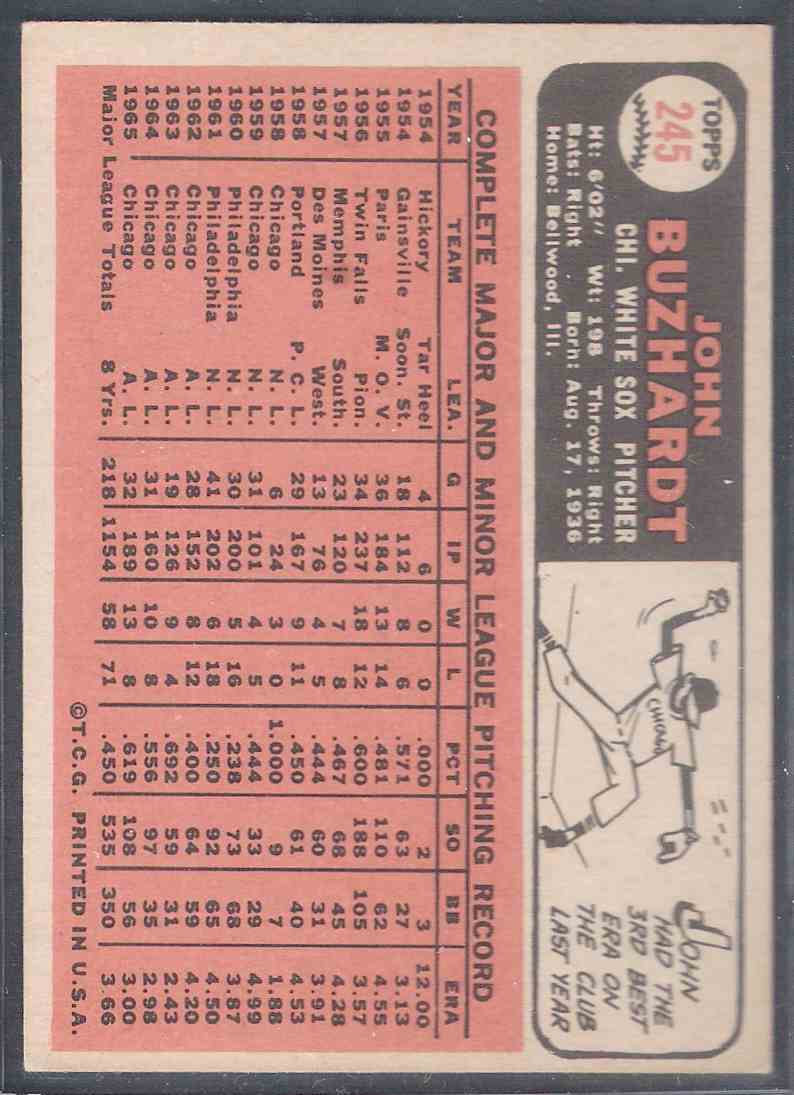 TOPPS
245
JOHN
BUZHARDT
CHI. WHITE SOX PITCHER
Ht: 6'02" Wt: 198 Throws: Right
Bats: Right Born: Aug. 17, 1936
Home: Bellwood, Ill.
CHICAGO
JOHN
HAD THE
3RD BEST
ERA ON
THE CLUB
LAST YEAR
COMPLETE MAJOR AND MINOR LEAGUE PITCHING RECORD
YEAR TEAM LEA. G IP W L PCT SO BB ERA
1954 Hickory Tar Heel 4 6 0 0 .000 2 3 12.00
1954 Gainsville Soon. St. 18 112 8 6 .571 63 27 3.13
1955 Paris M. O. V. 36 184 13 14 .481 110 62 4.55
1956 Twin Falls Pion. 34 237 18 12 .600 188 105 3.57
1957 Memphis South. 23 120 7 8 .467 68 45 4.28
1957 Des Moines West. 13 76 4 5 .444 60 31 3.91
1958 Portland P. C. L. 29 167 9 11 .450 61 40 4.53
1958 Chicago N. L. 6 24 3 0 1.000 9 7 1.88
1959 Chicago N. L. 31 101 4 5 .444 33 29 4.99
1960 Philadelphia N. L. 30 200 5 16 .238 73 68 3.87
1961 Philadelphia N. L. 41 202 6 18 .250 92 65 4.50
1962 Chicago A. L. 28 152 8 12 .400 64 59 4.20
1963 Chicago A. L. 19 126 9 4 .692 59 31 2.43
1964 Chicago A. L. 31 160 10 8 .556 97 35 2.98
1965 Chicago A. L. 32 189 13 8 .619 108 56 3.00
Major League Totals 8 Yrs. 218 1154 58 71 .450 535 350 3.66
©T.C.G. PRINTED IN U.S.A.